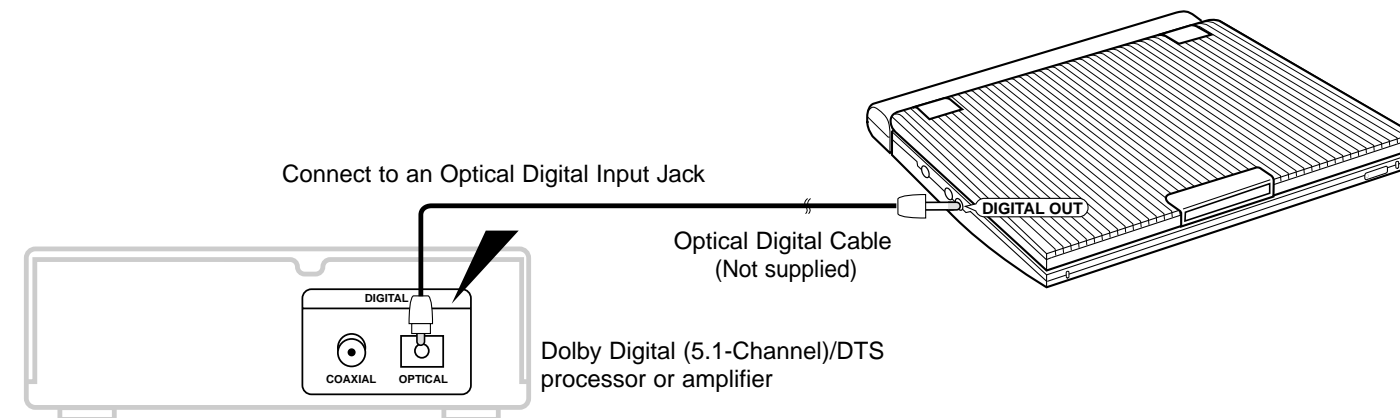 Connect to an Optical Digital Input Jack
DIGITAL OUT
Optical Digital Cable
(Not supplied)
DIGITAL
COAXIAL
OPTICAL
Dolby Digital (5.1-Channel)/DTS
processor or amplifier